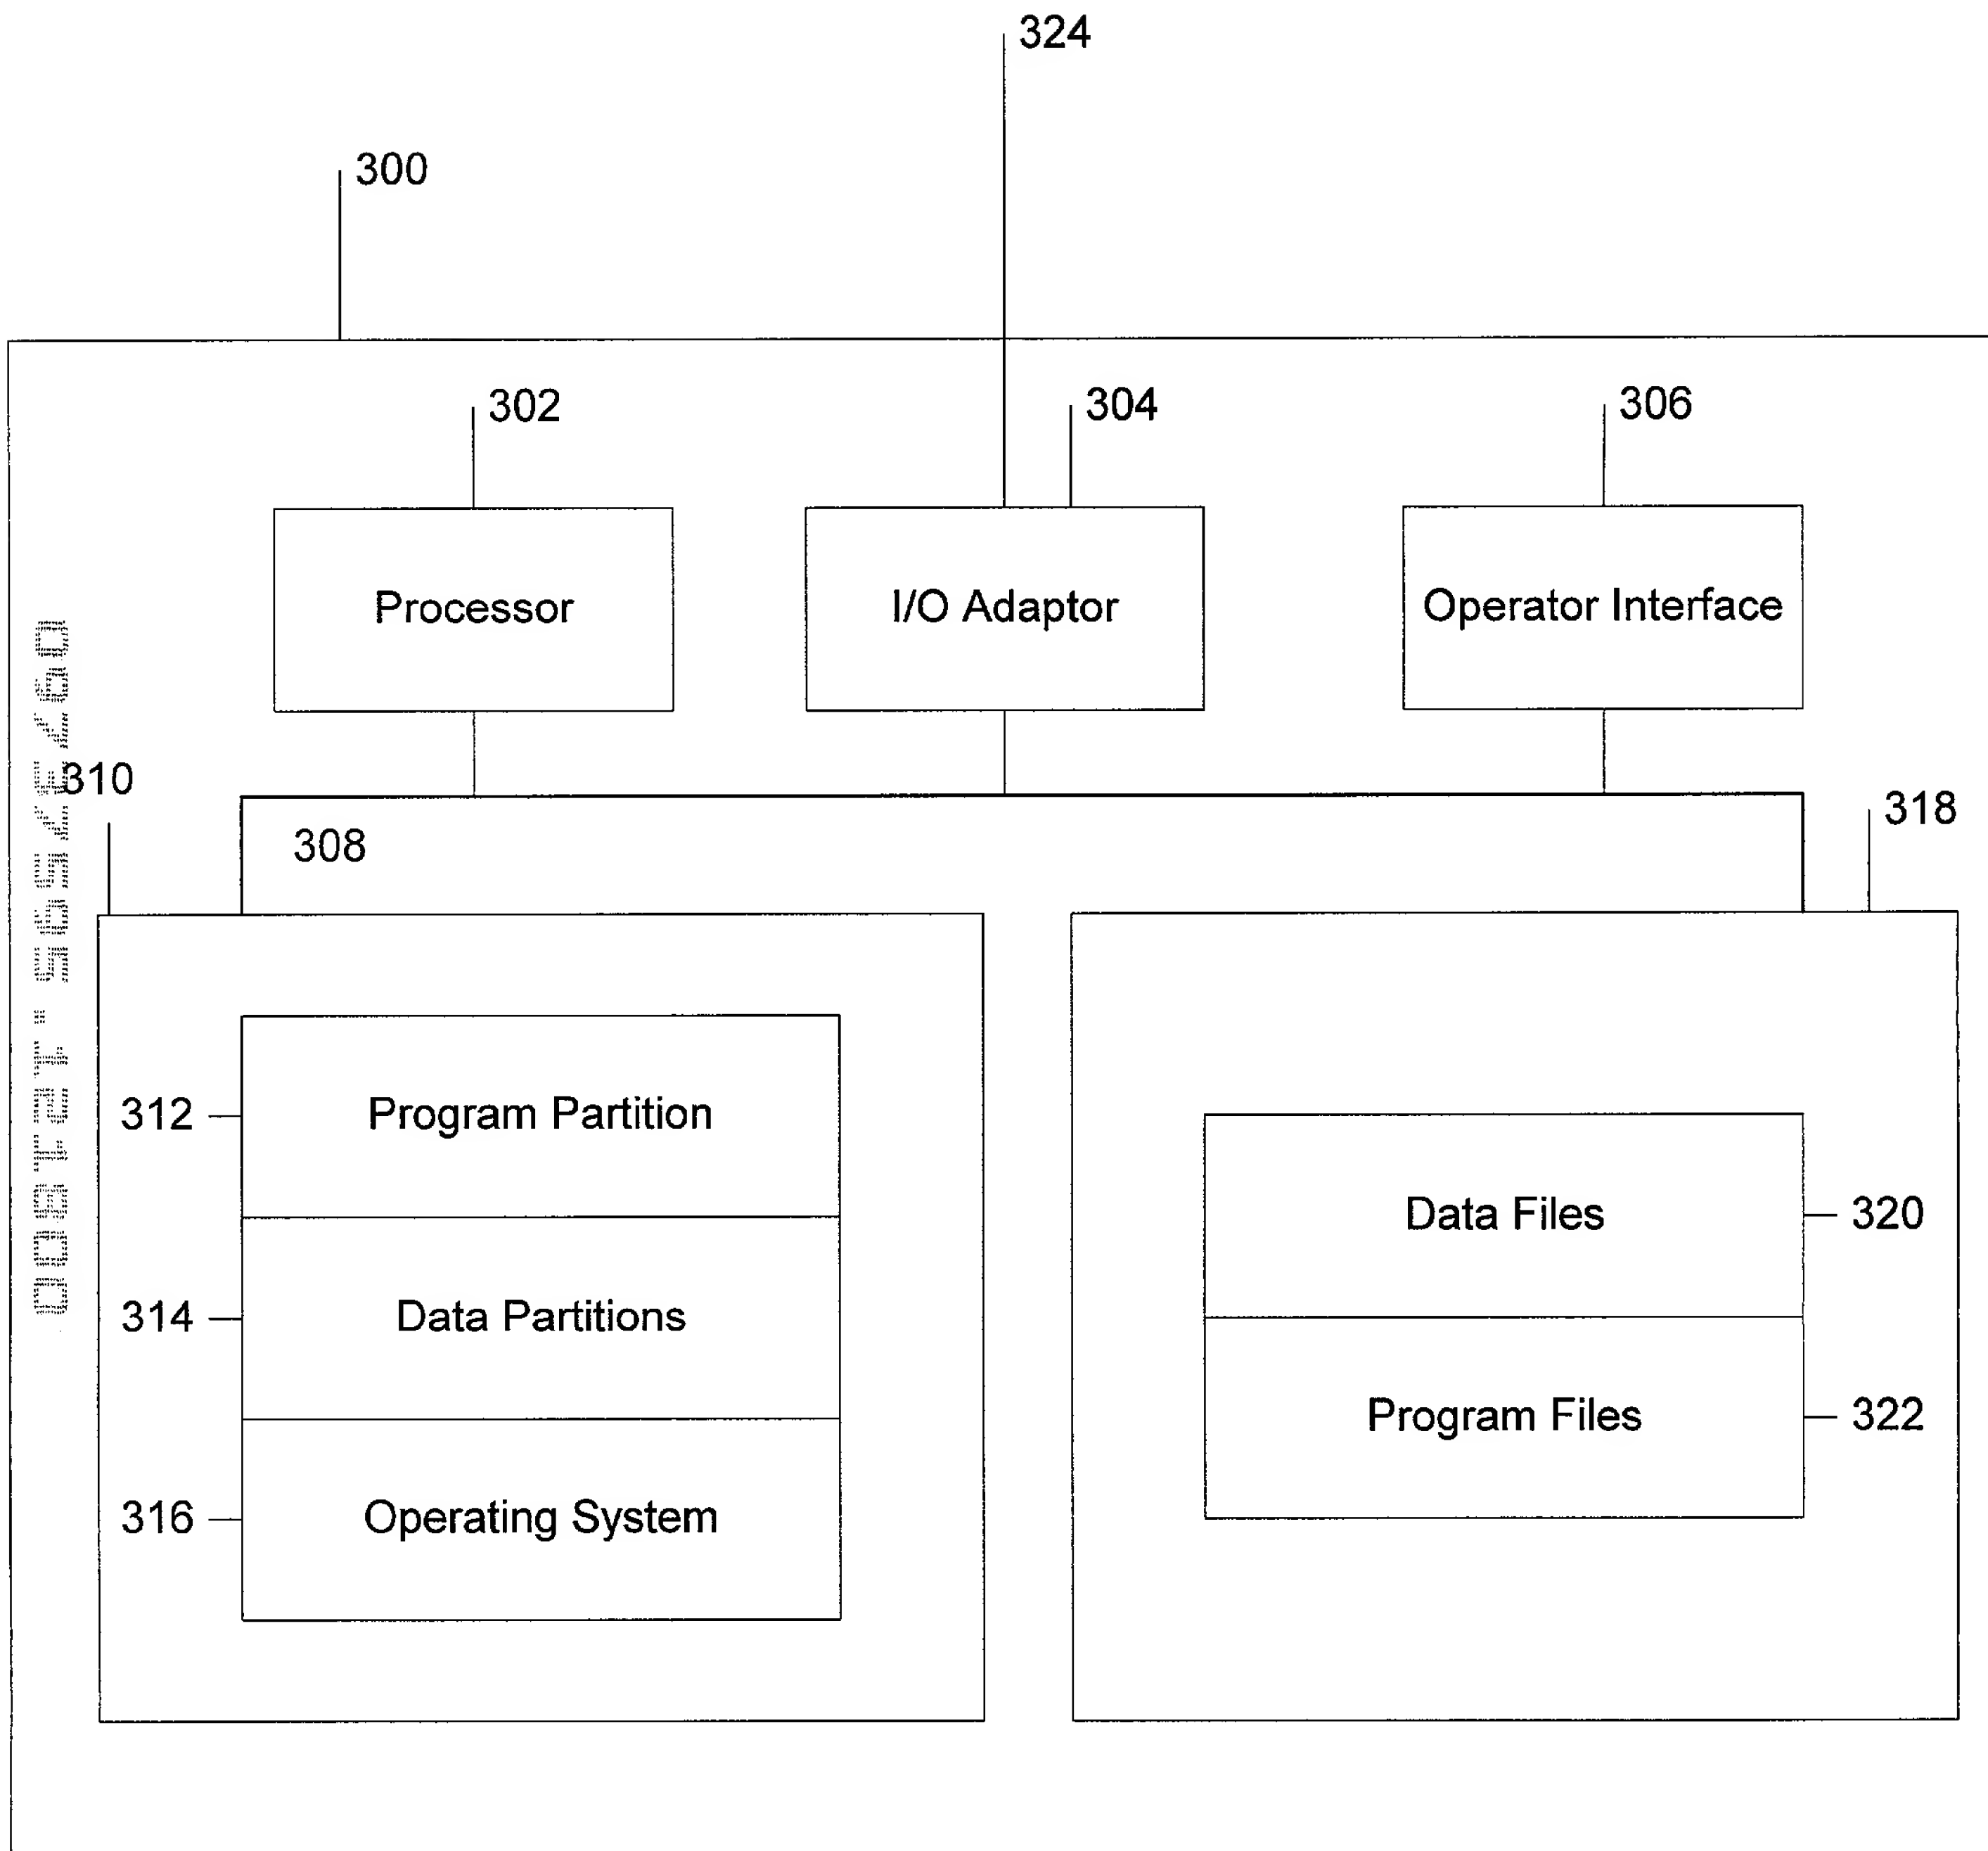 324
300
302
304
306
Processor
I/O Adaptor
Operator Interface
310
308
318
312
Program Partition
Data Files
320
314
Data Partitions
Program Files
322
316
Operating System